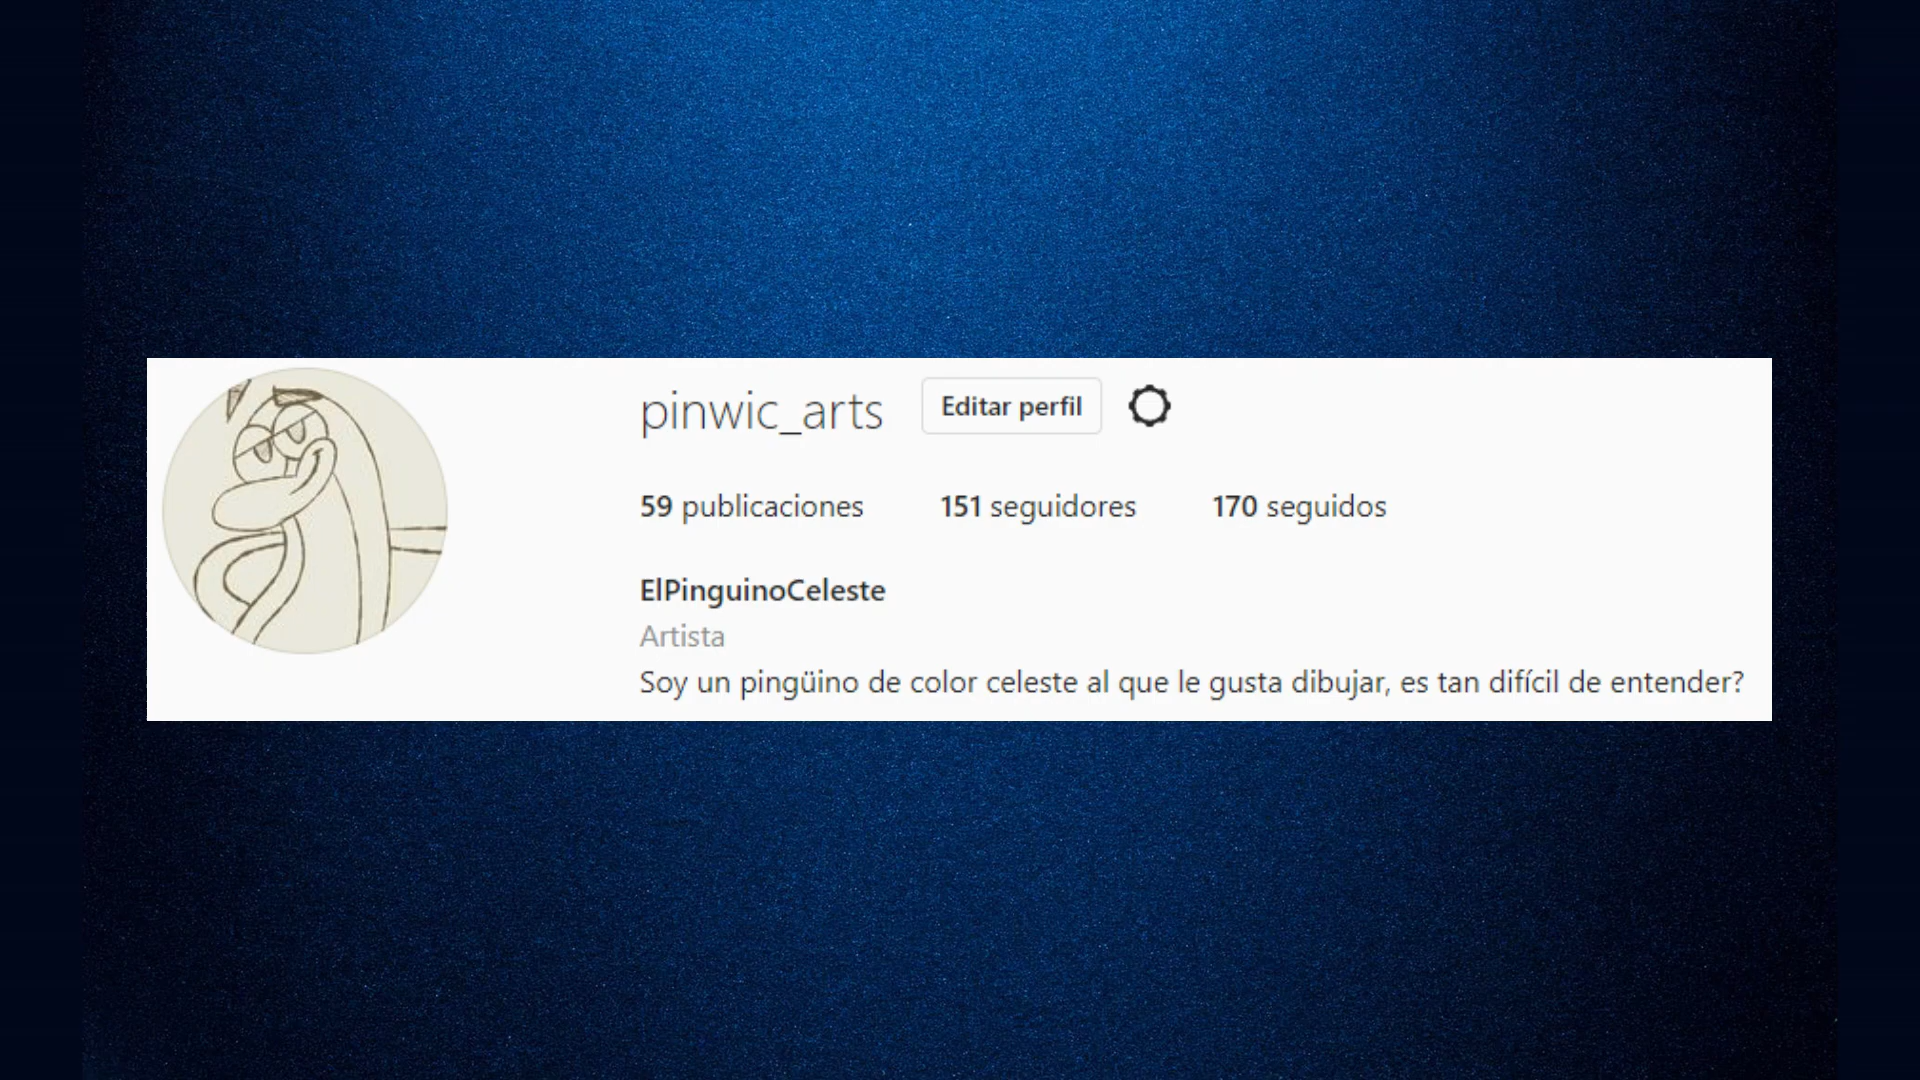 pinwic_arts Editar perfil
59 publicaciones 151 seguidores 170 seguidos
ElPinguinoCeleste
Artista
Soy un pingüino de color celeste al que le gusta dibujar, es tan difícil de entender?